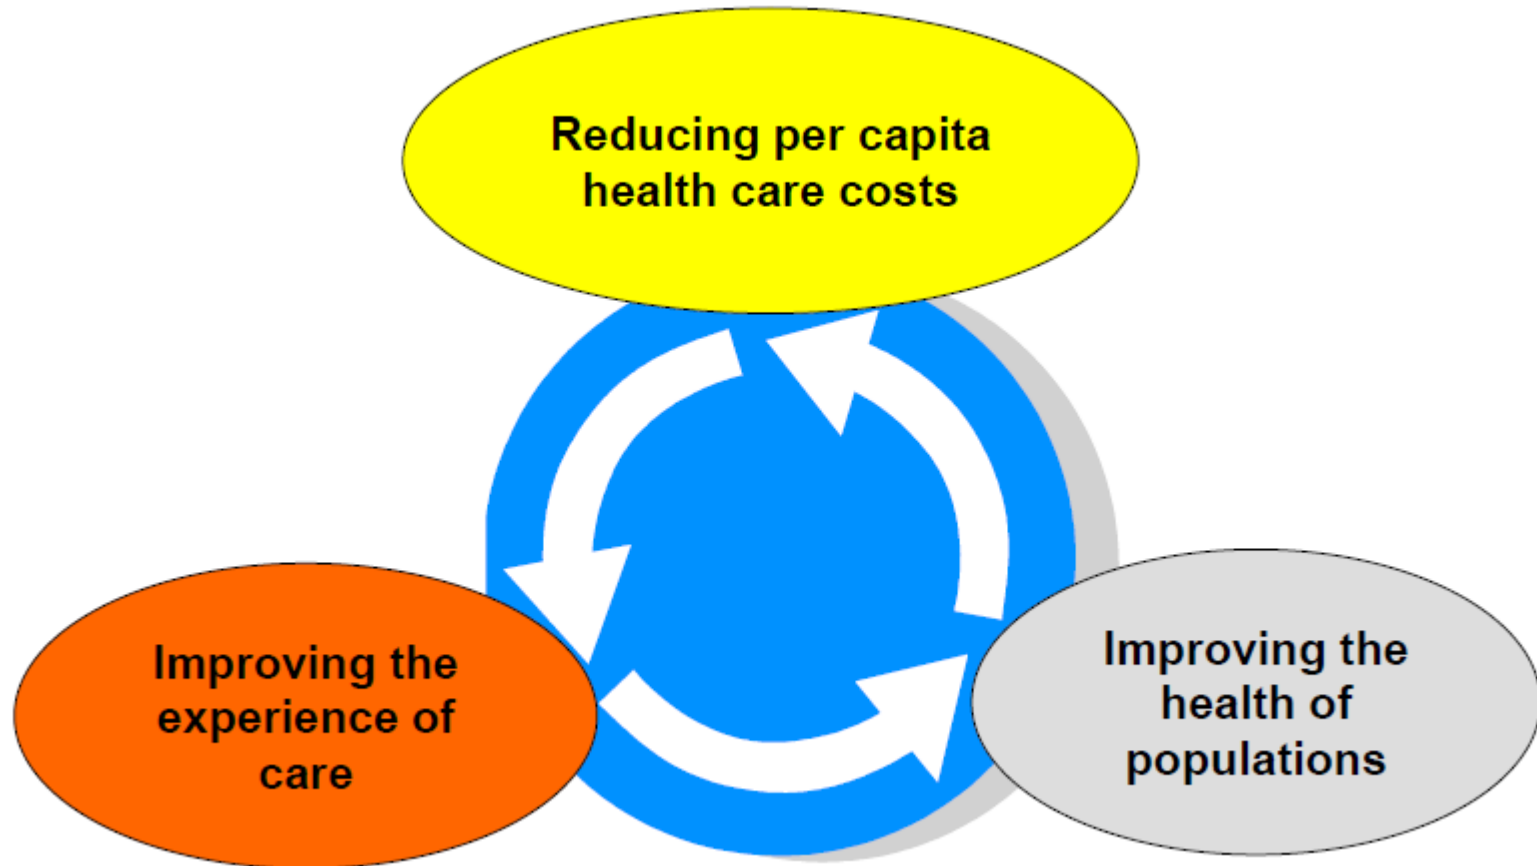 Reducing per capita
health care costs
Improving the
experience of
care
Improving the
health of
populations